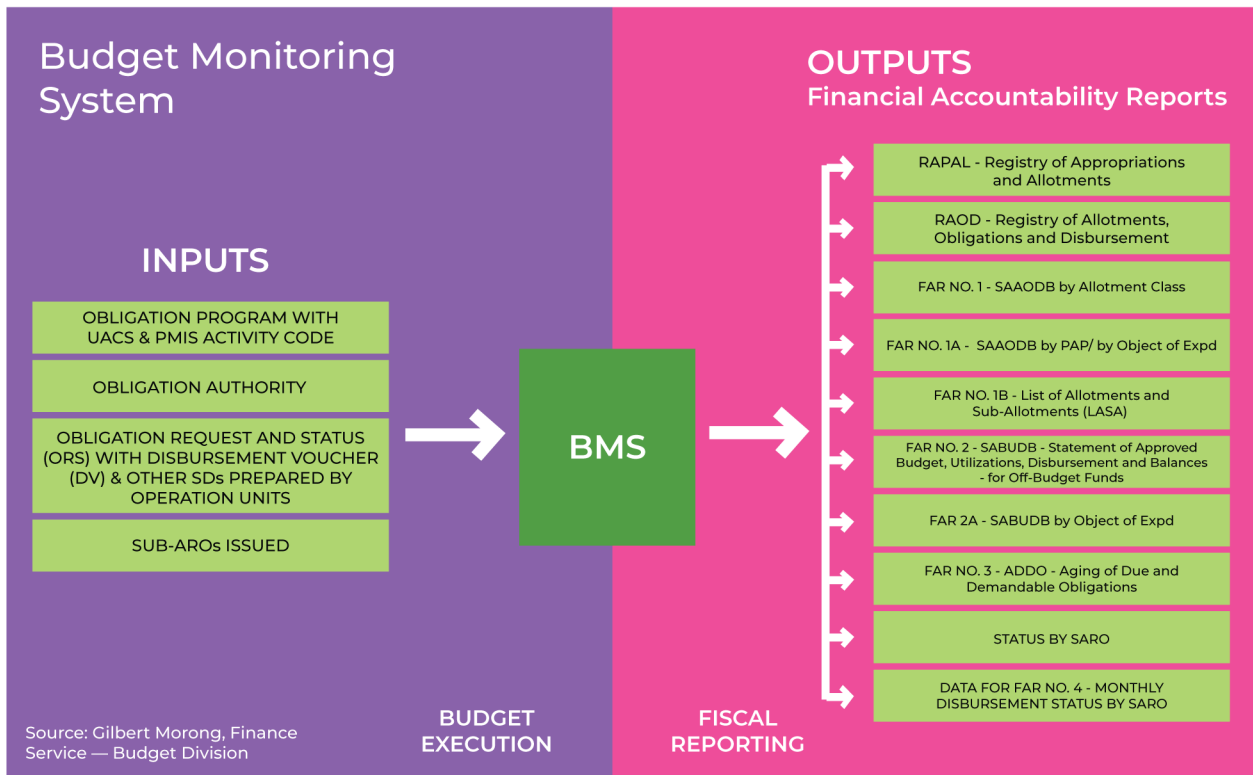 Budget Monitoring
System
INPUTS
OBLIGATION PROGRAM WITH
UACS & PMIS ACTIVITY CODE
OBLIGATION AUTHORITY
OBLIGATION REQUEST AND STATUS
(ORS) WITH DISBURSEMENT VOUCHER
(DV) & OTHER SDs PREPARED BY
OPERATION UNITS
SUB-AROs ISSUED
BMS
OUTPUTS
Financial Accountability Reports
RAPAL - Registry of Appropriations
and Allotments
RAOD - Registry of Allotments,
Obligations and Disbursement
FAR NO. 1 - SAAODB by Allotment Class
FAR NO. 1A - SAAODB by PAP/ by Object of Expd
FAR NO. 1B - List of Allotments and
Sub-Allotments (LASA)
FAR NO. 2 - SABUDB - Statement of Approved
Budget, Utilizations, Disbursement and Balances
- for Off-Budget Funds
FAR 2A - SABUDB by Object of Expd
FAR NO. 3 - ADDO - Aging of Due and
Demandable Obligations
STATUS BY SARO
DATA FOR FAR NO. 4 - MONTHLY
DISBURSEMENT STATUS BY SARO
BUDGET
EXECUTION
FISCAL
REPORTING
Source: Gilbert Morong, Finance
Service — Budget Division